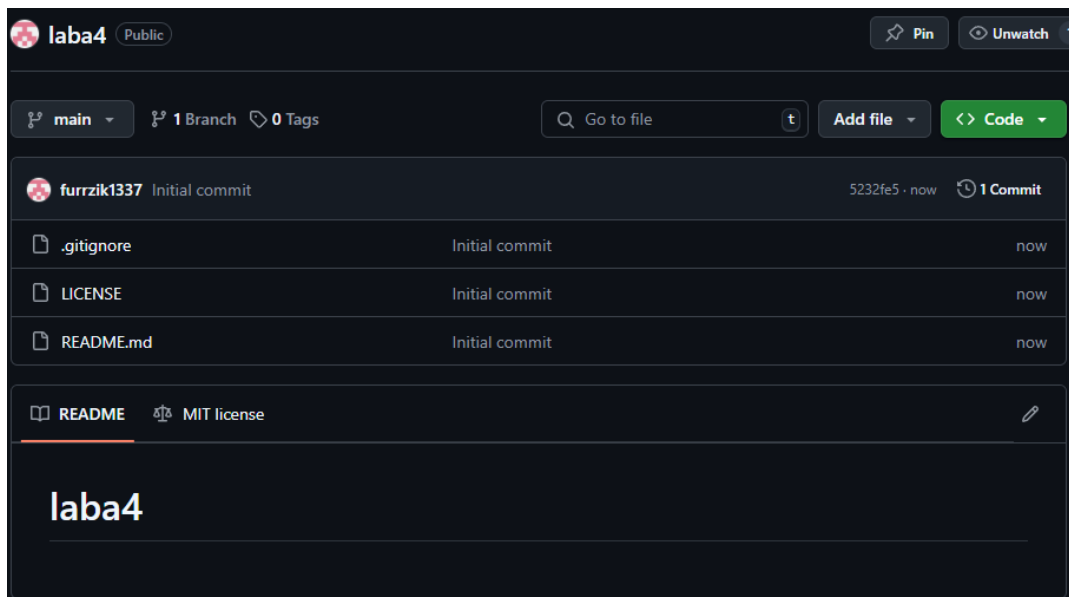 laba4 Public Pin Unwatch
main 1 Branch 0 Tags Go to file t Add file Code
furrzik1337 Initial commit 5232fe5 · now 1 Commit
.gitignore Initial commit now
LICENSE Initial commit now
README.md Initial commit now
README MIT license
laba4